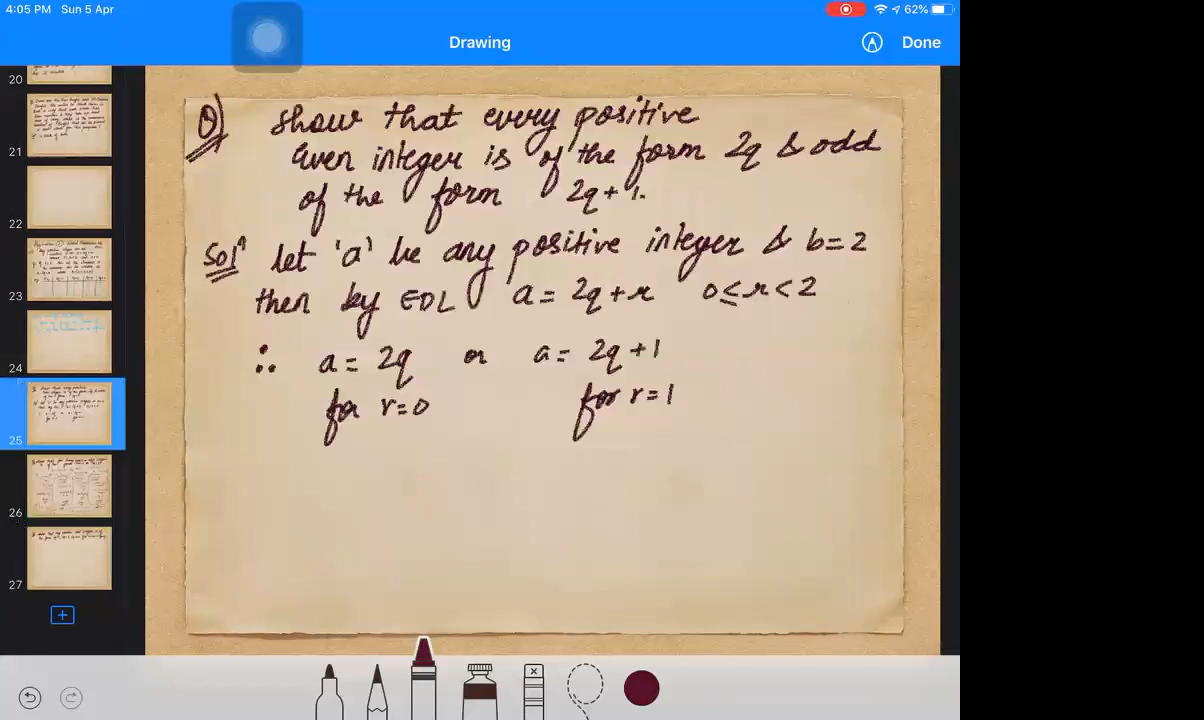 4:05 PM Sun 5 Apr
62%
Drawing
Done
Q) Show that every positive
even integer is of the form 2q & odd
of the form 2q+1.
Solⁿ let 'a' be any positive integer & b=2
then by EDL a = 2q+r 0≤r<2
∴ a = 2q or a = 2q+1
for r=0 for r=1
20
21
22
23
24
25
26
27